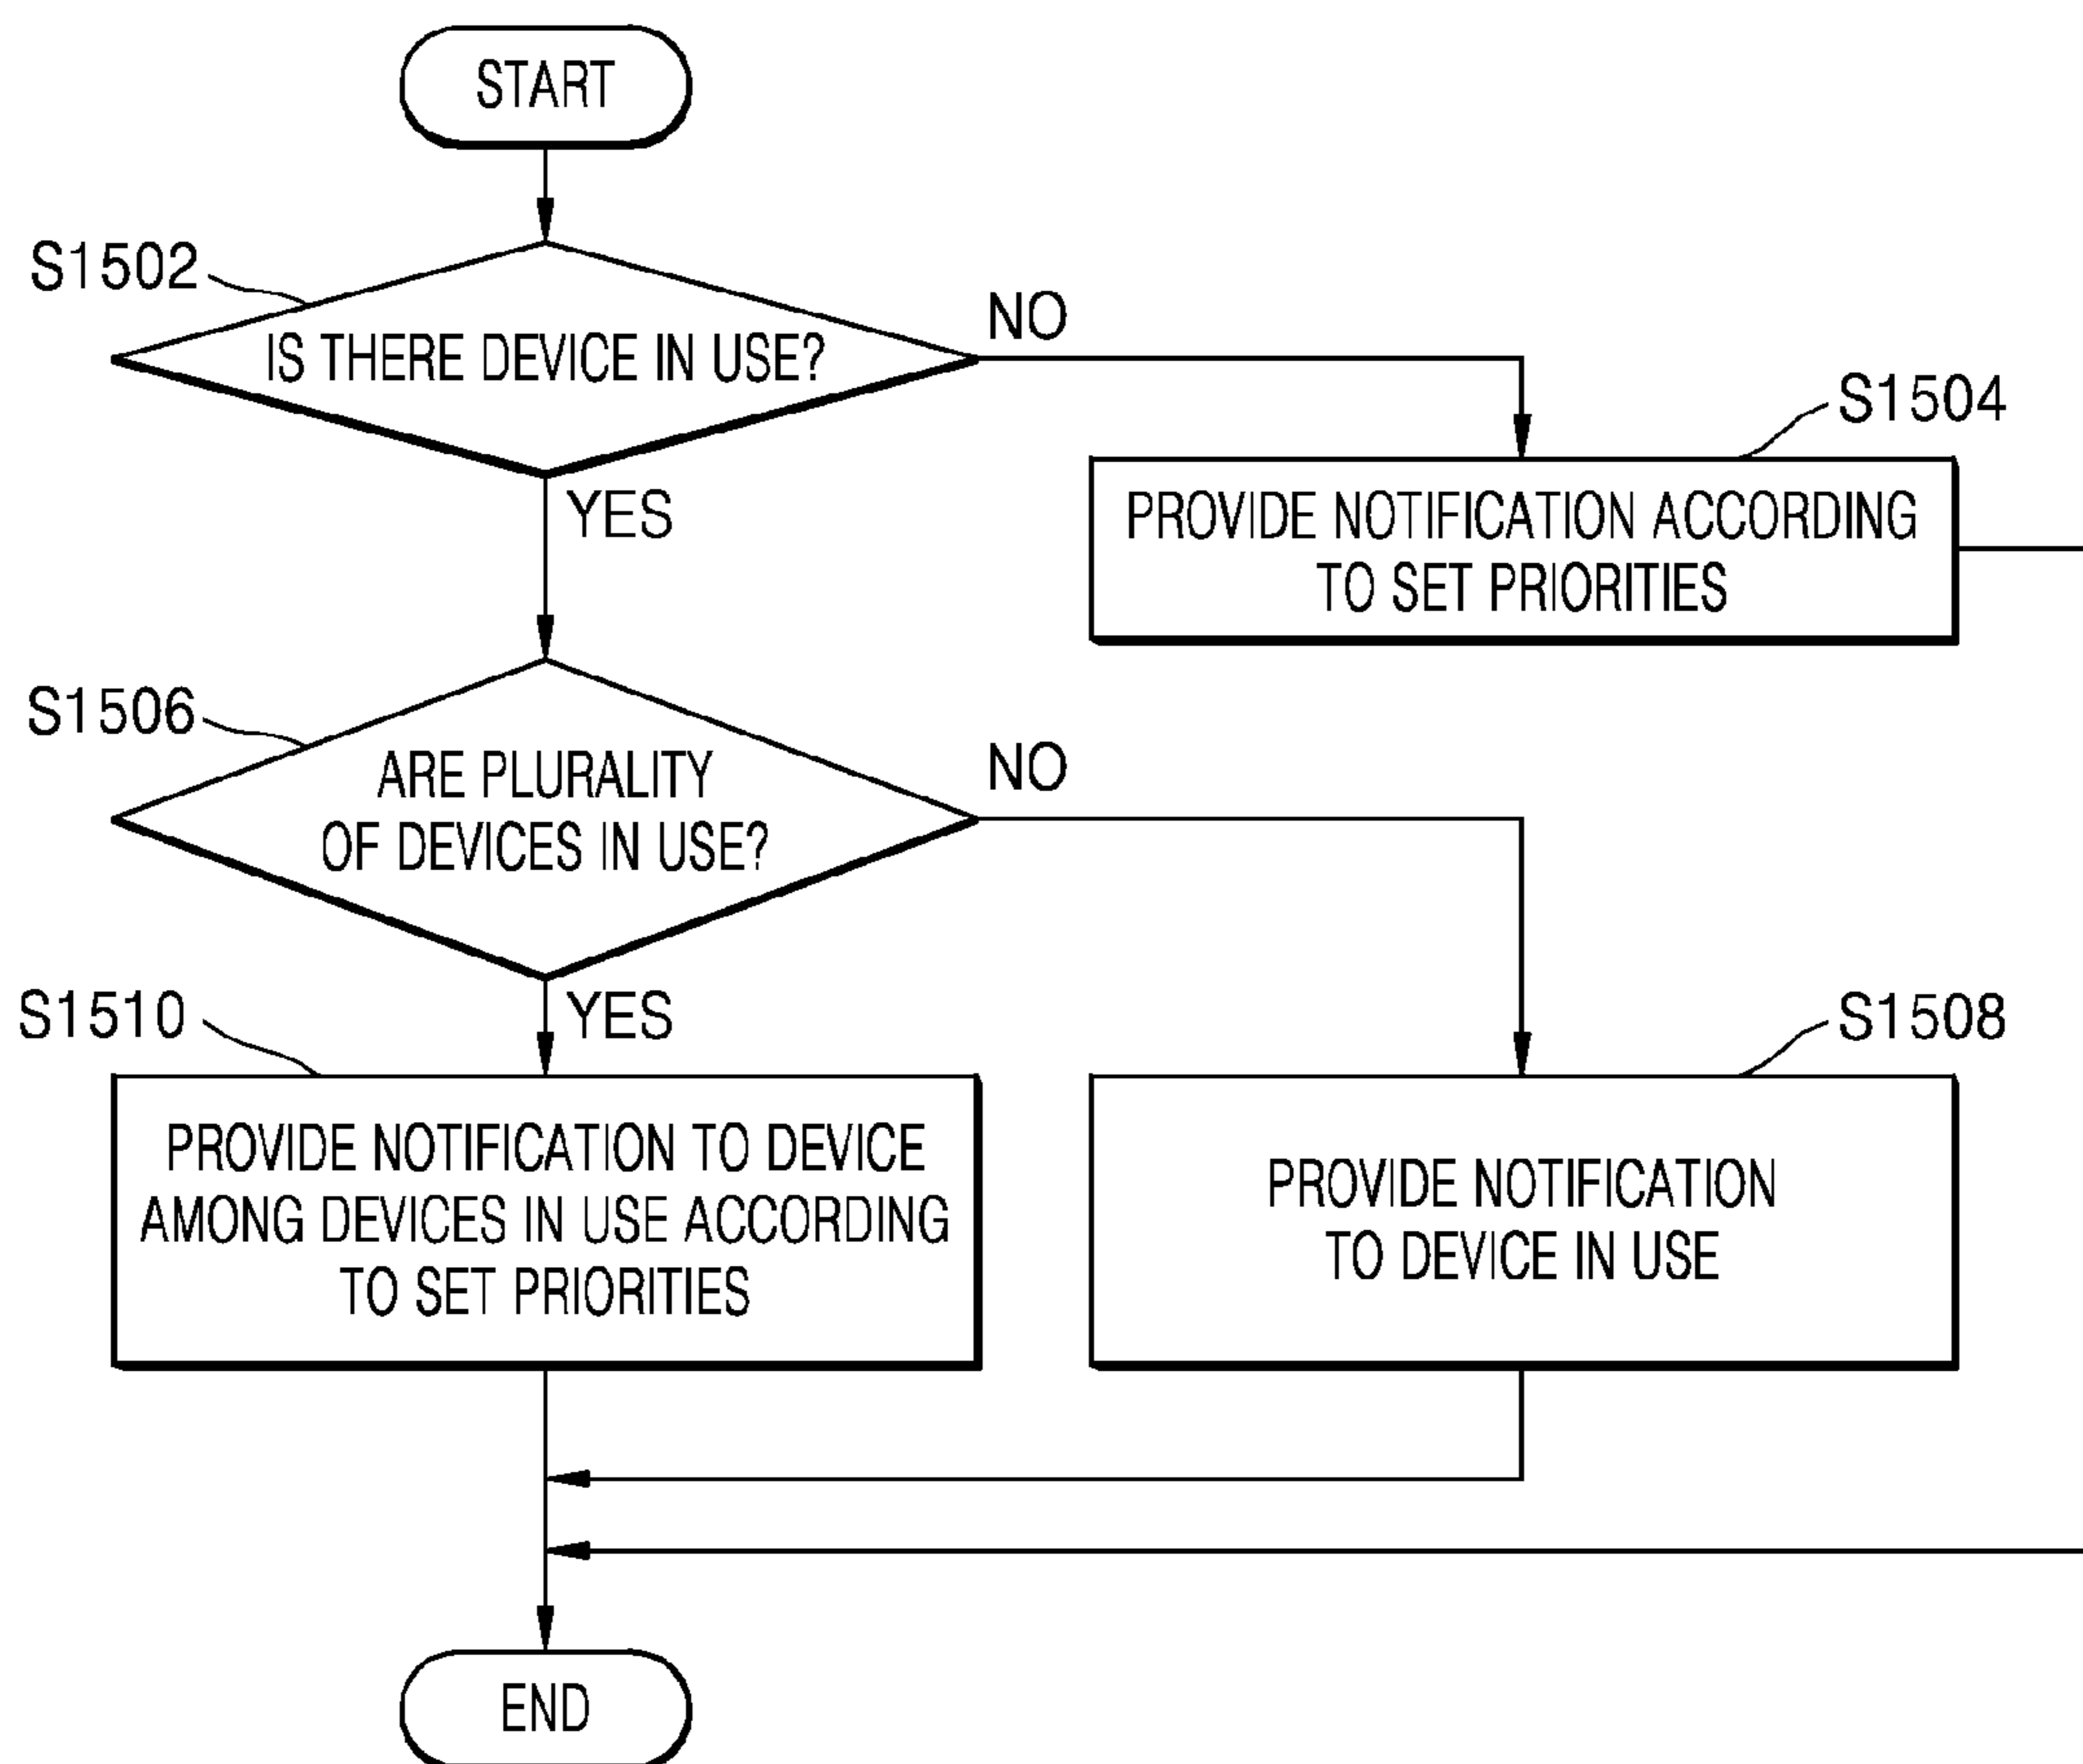 START
S1502
IS THERE DEVICE IN USE?
NO
S1504
PROVIDE NOTIFICATION ACCORDING
TO SET PRIORITIES
YES
S1506
ARE PLURALITY
OF DEVICES IN USE?
NO
YES
S1510
PROVIDE NOTIFICATION TO DEVICE
AMONG DEVICES IN USE ACCORDING
TO SET PRIORITIES
S1508
PROVIDE NOTIFICATION
TO DEVICE IN USE
END